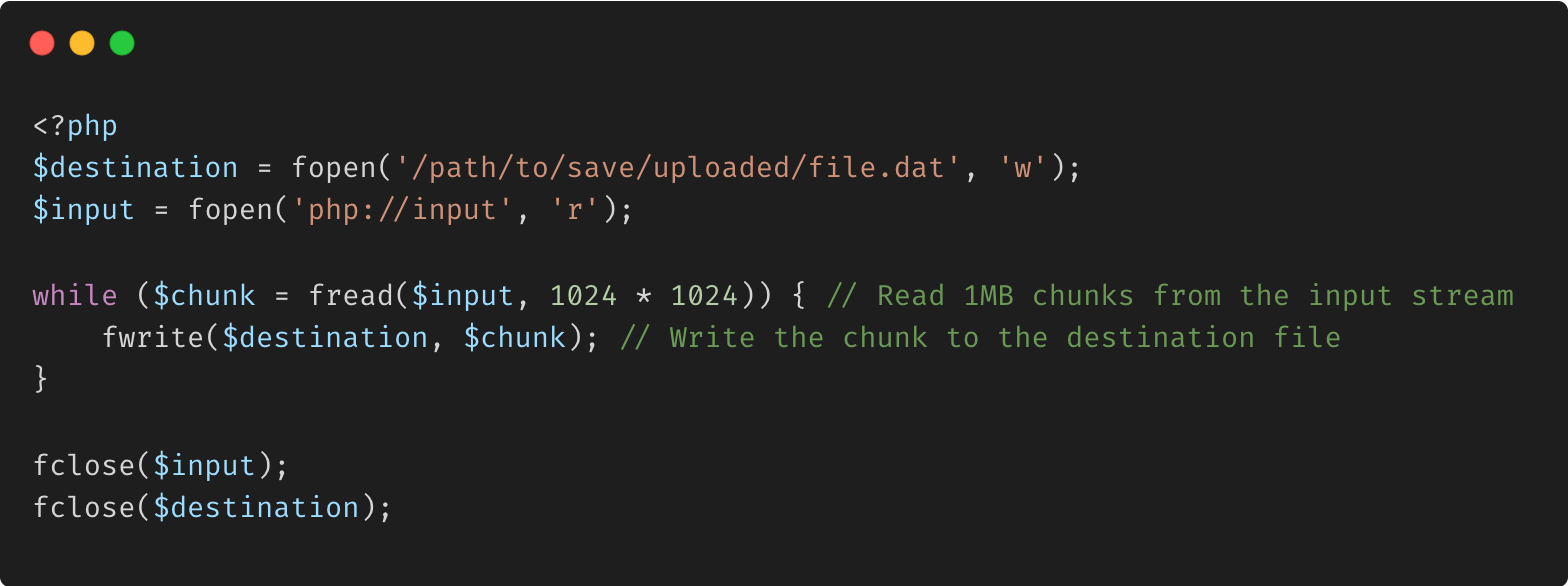 <?php
$destination = fopen('/path/to/save/uploaded/file.dat', 'w');
$input = fopen('php://input', 'r');
while ($chunk = fread($input, 1024 * 1024)) { // Read 1MB chunks from the input stream
    fwrite($destination, $chunk); // Write the chunk to the destination file
}
fclose($input);
fclose($destination);